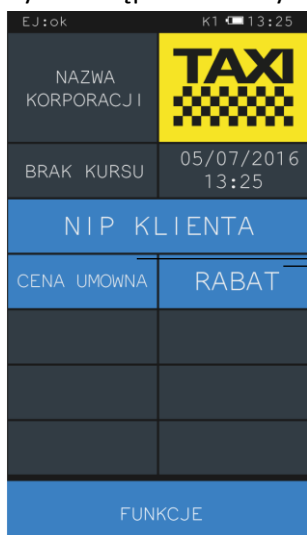 EJ:ok K1 13:25
NAZWA
KORPORACJI
TAXI
BRAK KURSU
05/07/2016
13:25
NIP KLIENTA
CENA UMOWNA
RABAT
FUNKCJE